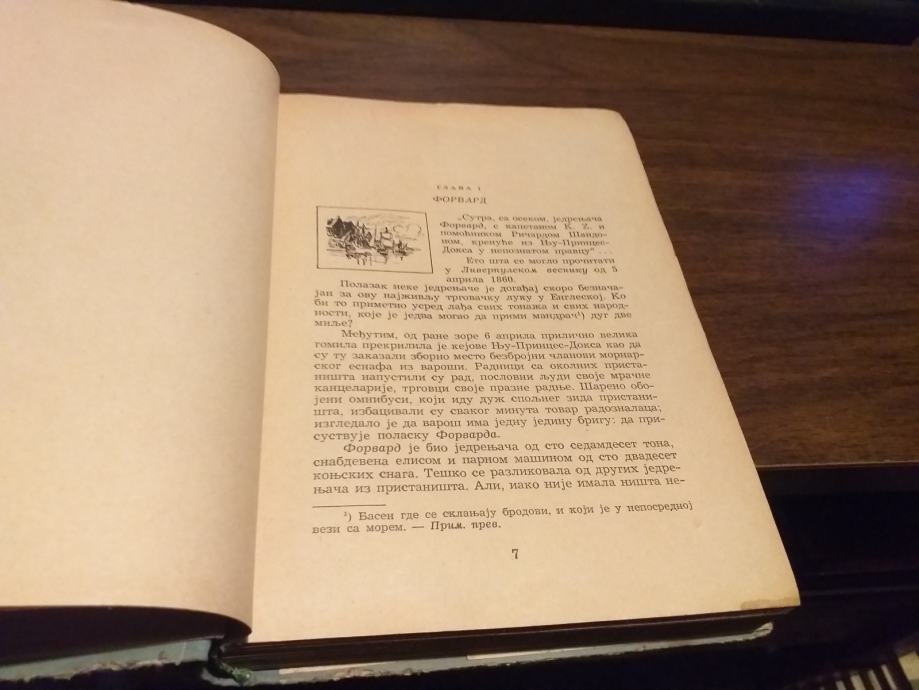 ГЛАВА 1
ФОРВАРД
„Сутра, са осеком, једрењача
Форвард, с капетаном K. Z. и
помоћником Ричардом Шандо-
ном, кренуће из Њу-Принцес-
Докса у непознатом правцу“ ...
Ето шта се могло прочитати
у Ливерпулском веснику од 5
априла 1860.
Полазак неке једрењаче је догађај скоро безнача-
јан за ову најживљу трговачку луку у Енглеској. Ко
би то приметио усред лађа свих тонажа и свих народ-
ности, које је једва могао да прими мандрач¹) дуг две
миље?
Међутим, од ране зоре 6 априла прилично велика
гомила прекрилила је кејове Њу-Принцес-Докса као да
су ту заказали зборно место безбројни чланови морнар-
ског еснафа из вароши. Радници са околних приста-
ништа напустили су рад, пословни људи своје мрачне
канцеларије, трговци своје празне радње. Шарено обо-
јени омнибуси, који иду дуж спољнег зида пристани-
шта, избацивали су сваког минута товар радозналаца;
изгледало је да варош има једну једину бригу: да при-
суствује поласку Форварда.
Форвард је био једрењача од сто седамдесет тона,
снабдевена елисом и парном машином од сто двадесет
коњских снага. Тешко се разликовала од других једре-
њача из пристаништа. Али, иако није имала ништа не-
¹) Басен где се склањају бродови, и који је у непосредној
вези са морем. — Прим. прев.
7